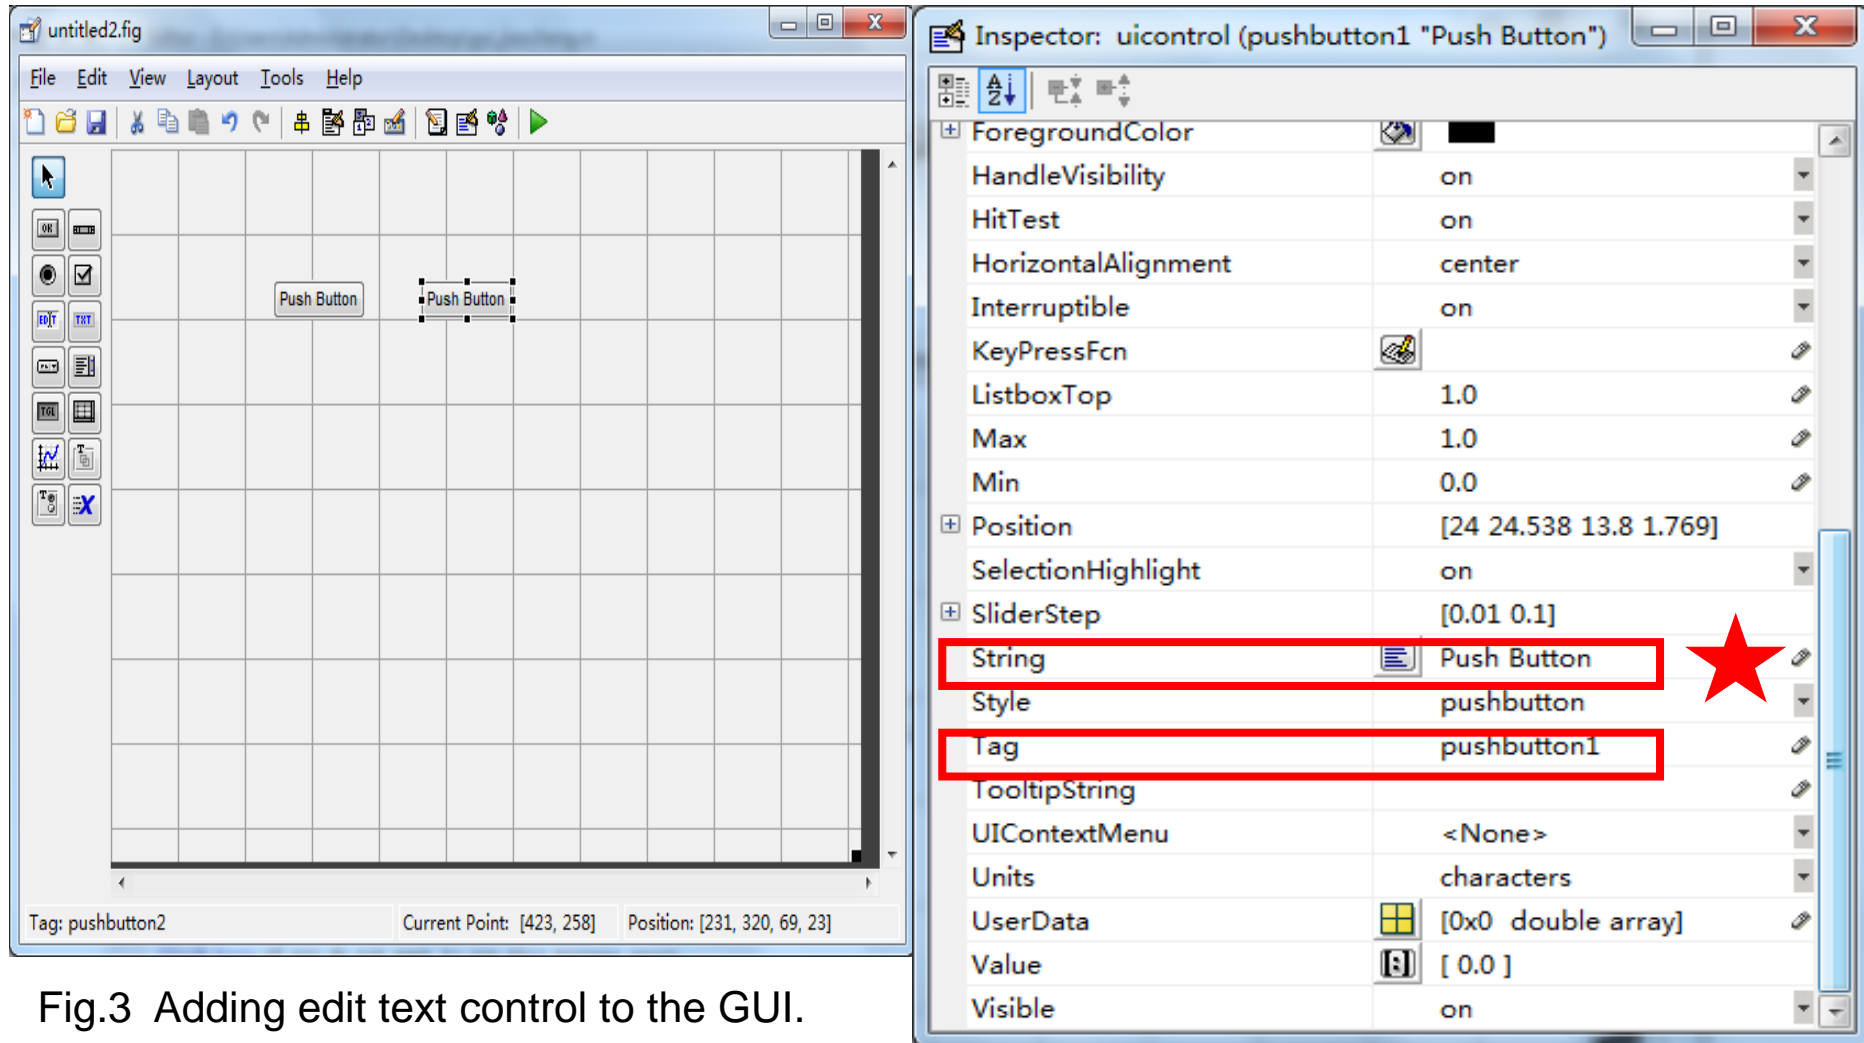 untitled2.fig
File Edit View Layout Tools Help
OK
EDIT TXT
TGL
Push Button Push Button
Tag: pushbutton2 Current Point: [423, 258] Position: [231, 320, 69, 23]
Fig.3 Adding edit text control to the GUI.
Inspector: uicontrol (pushbutton1 "Push Button")
ForegroundColor
HandleVisibility on
HitTest on
HorizontalAlignment center
Interruptible on
KeyPressFcn
ListboxTop 1.0
Max 1.0
Min 0.0
Position [24 24.538 13.8 1.769]
SelectionHighlight on
SliderStep [0.01 0.1]
String Push Button
Style pushbutton
Tag pushbutton1
TooltipString
UIContextMenu <None>
Units characters
UserData [0x0 double array]
Value [ 0.0 ]
Visible on